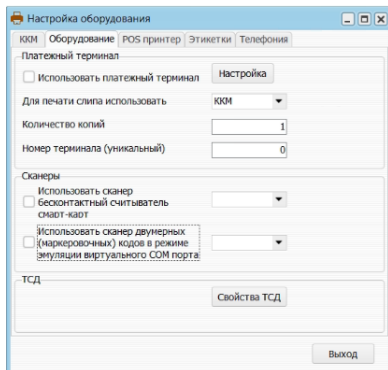 Настройка оборудования
ККМ Оборудование POS принтер Этикетки Телефония
Платежный терминал
Использовать платежный терминал Настройка
Для печати слипа использовать ККМ
Количество копий 1
Номер терминала (уникальный) 0
Сканеры
Использовать сканер
бесконтактный считыватель
смарт-карт
Использовать сканер двумерных
(маркеровочных) кодов в режиме
эмуляции виртуального COM порта
ТСД
Свойства ТСД
Выход